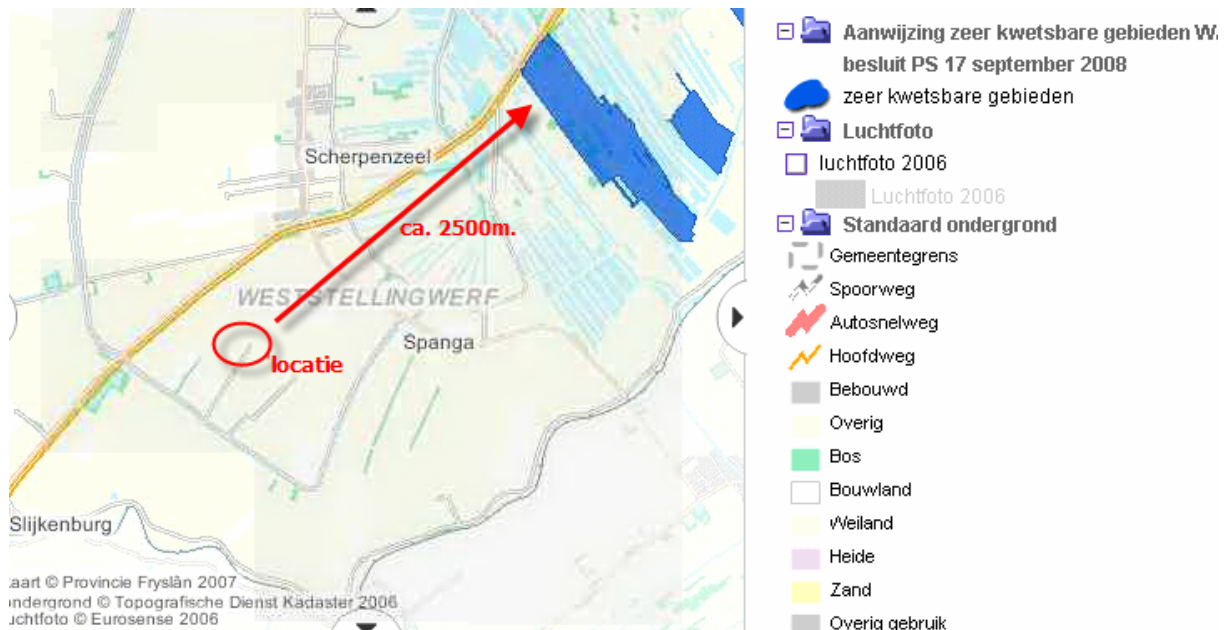 Scherpenzeel
ca. 2500m.
WESTSTELLINGWERF
locatie
Spanga
Slijkenburg
kaart © Provincie Fryslân 2007
ondergrond © Topografische Dienst Kadaster 2006
uchtfoto © Eurosense 2006
Aanwijzing zeer kwetsbare gebieden W
besluit PS 17 september 2008
zeer kwetsbare gebieden
Luchtfoto
luchtfoto 2006
Luchtfoto 2006
Standaard ondergrond
Gemeentegrens
Spoorweg
Autosnelweg
Hoofdweg
Bebouwd
Overig
Bos
Bouwland
Weiland
Heide
Zand
Overig gebruik